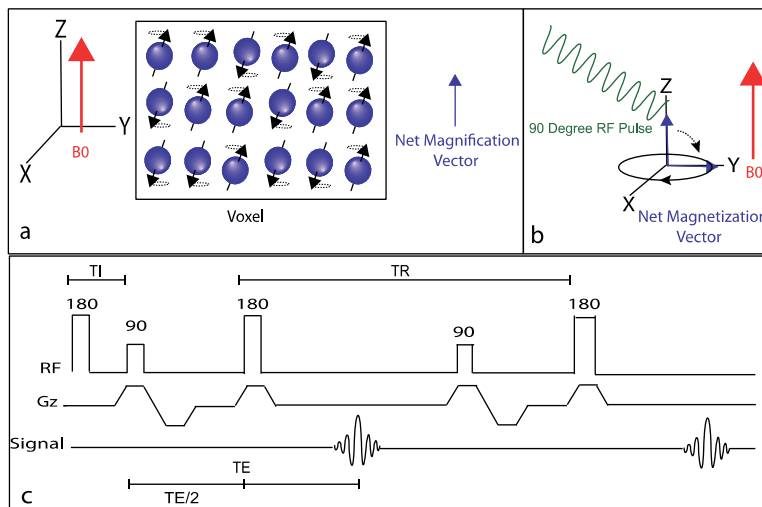 Z
Y
X
B0
Voxel
Net Magnification
Vector
a
90 Degree RF Pulse
Z
Y
X
B0
Net Magnetization
Vector
b
TI
TR
180
90
180
90
180
RF
Gz
Signal
TE
TE/2
c